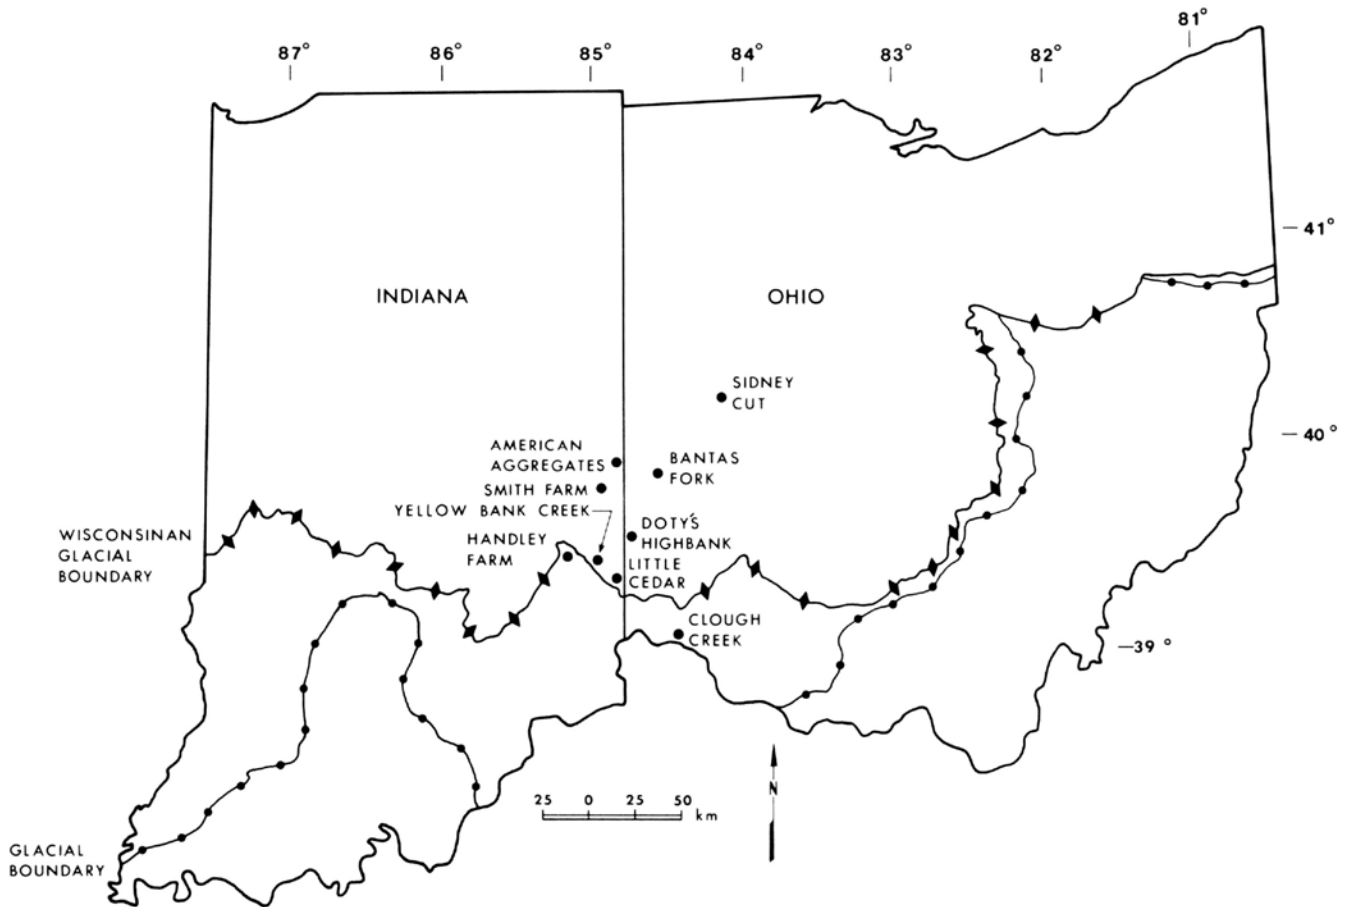 81°
87°
86°
85°
84°
83°
82°
41°
INDIANA
OHIO
SIDNEY
CUT
40°
AMERICAN
AGGREGATES
BANTAS
FORK
SMITH FARM
YELLOW BANK CREEK
WISCONSINAN
GLACIAL
BOUNDARY
HANDLEY
FARM
DOTY'S
HIGHBANK
LITTLE
CEDAR
CLOUGH
CREEK
39°
N
25 0 25 50
km
GLACIAL
BOUNDARY